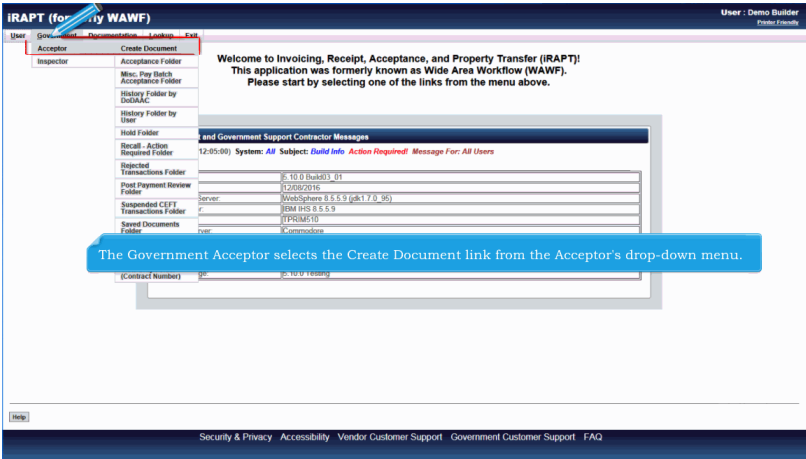 iRAPT (for ly WAWF)
User : Demo Builder
Printer Friendly
User Government Documentation Lookup Exit
Acceptor
Inspector
Create Document
Acceptance Folder
Misc. Pay Batch
Acceptance Folder
History Folder by
DoDAAC
History Folder by
User
Hold Folder
Recall - Action
Required Folder
Rejected
Transactions Folder
Post Payment Review
Folder
Suspended CEFT
Transactions Folder
Saved Documents
Folder
(Contract Number)
Welcome to Invoicing, Receipt, Acceptance, and Property Transfer (iRAPT)!
This application was formerly known as Wide Area Workflow (WAWF).
Please start by selecting one of the links from the menu above.
t and Government Support Contractor Messages
12:05:00) System: All Subject: Build Info Action Required! Message For: All Users
5.10.0 Build03_01
12/08/2016
Server: WebSphere 8.5.5.9 (jdk1.7.0_95)
r: IBM IHS 8.5.5.9
TPRIM510
rver: Commodore
The Government Acceptor selects the Create Document link from the Acceptor's drop-down menu.
ge: 5.10.0 Testing
Help
Security & Privacy Accessibility Vendor Customer Support Government Customer Support FAQ